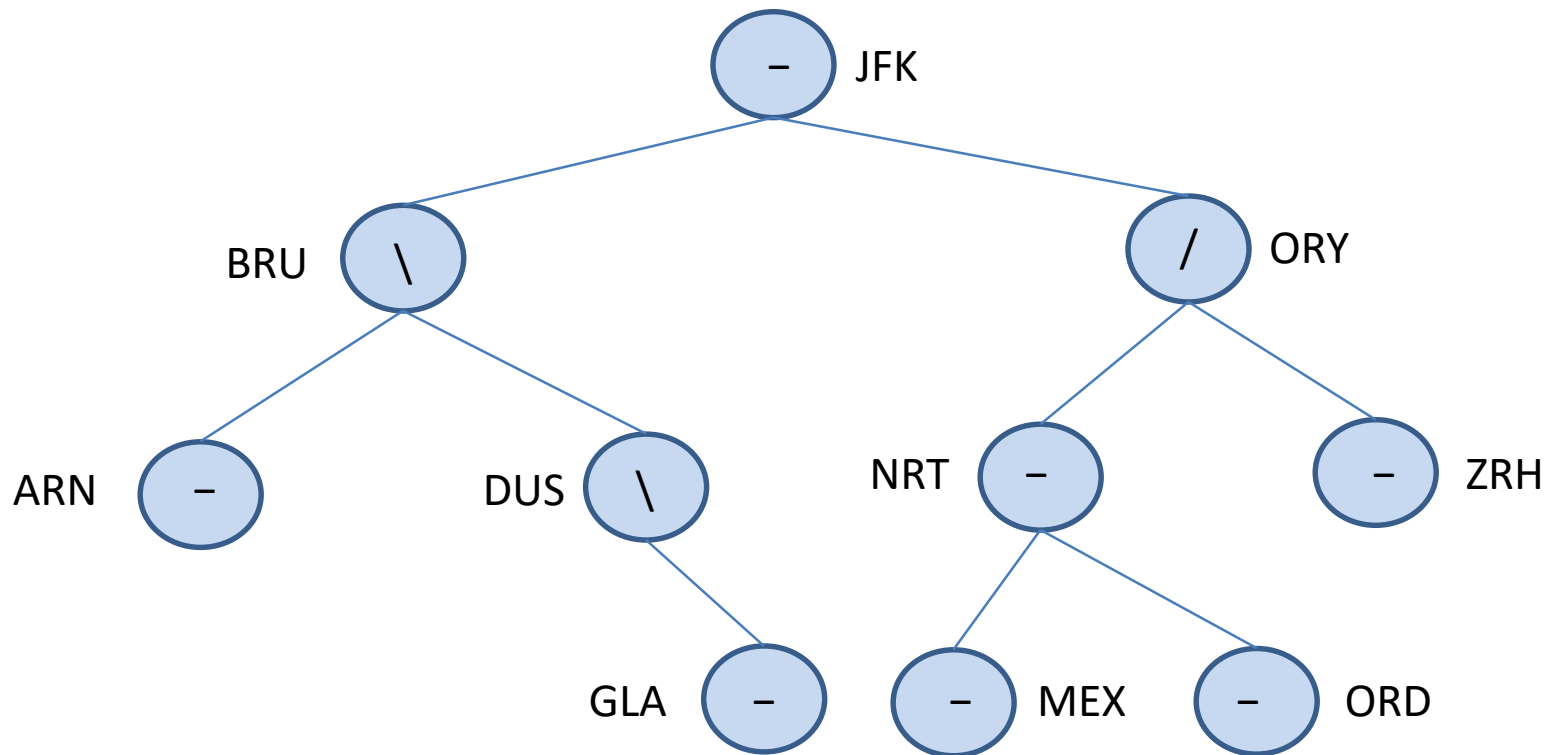 – JFK
BRU \
/ ORY
ARN –
DUS \
NRT –
– ZRH
GLA –
– MEX
– ORD